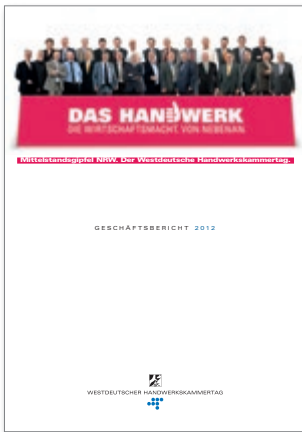 DAS HANDWERK
DIE WIRTSCHAFTSMACHT. VON NEBENAN
Mittelstandsgipfel NRW. Der Westdeutsche Handwerkskammertag.
GESCHÄFTSBERICHT 2012
WESTDEUTSCHER HANDWERKSKAMMERTAG